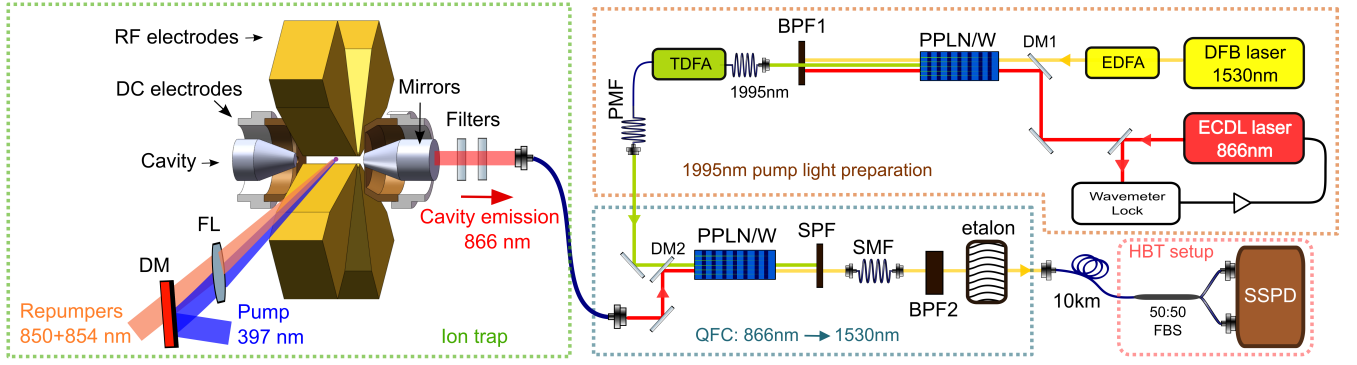 RF electrodes
DC electrodes
Cavity
Mirrors
Filters
Cavity emission
866 nm
FL
DM
Repumpers
850+854 nm
Pump
397 nm
Ion trap
BPF1
PPLN/W
DM1
EDFA
DFB laser
1530nm
TDFA
1995nm
PMF
ECDL laser
866nm
Wavemeter
Lock
1995nm pump light preparation
DM2
PPLN/W
SPF
SMF
BPF2
etalon
QFC: 866nm → 1530nm
10km
HBT setup
50:50
FBS
SSPD